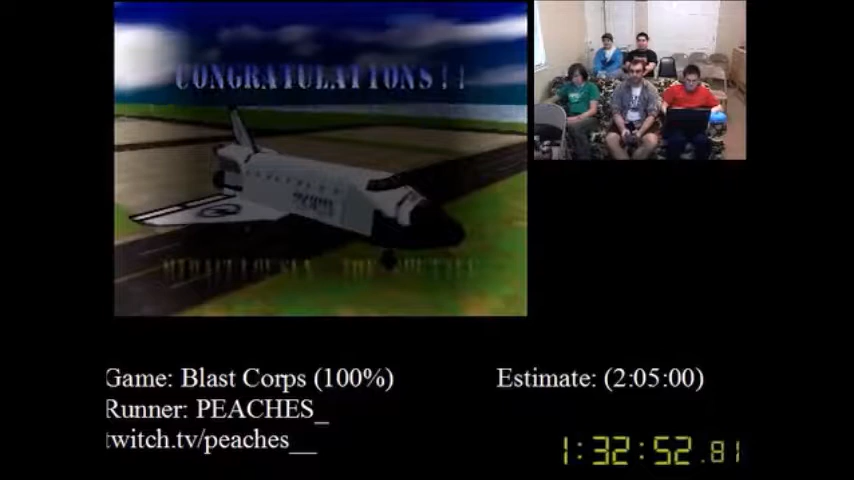 CONGRATULATIONS!!
Game: Blast Corps (100%)
Estimate: (2:05:00)
Runner: PEACHES_
twitch.tv/peaches__
1:32:52.81